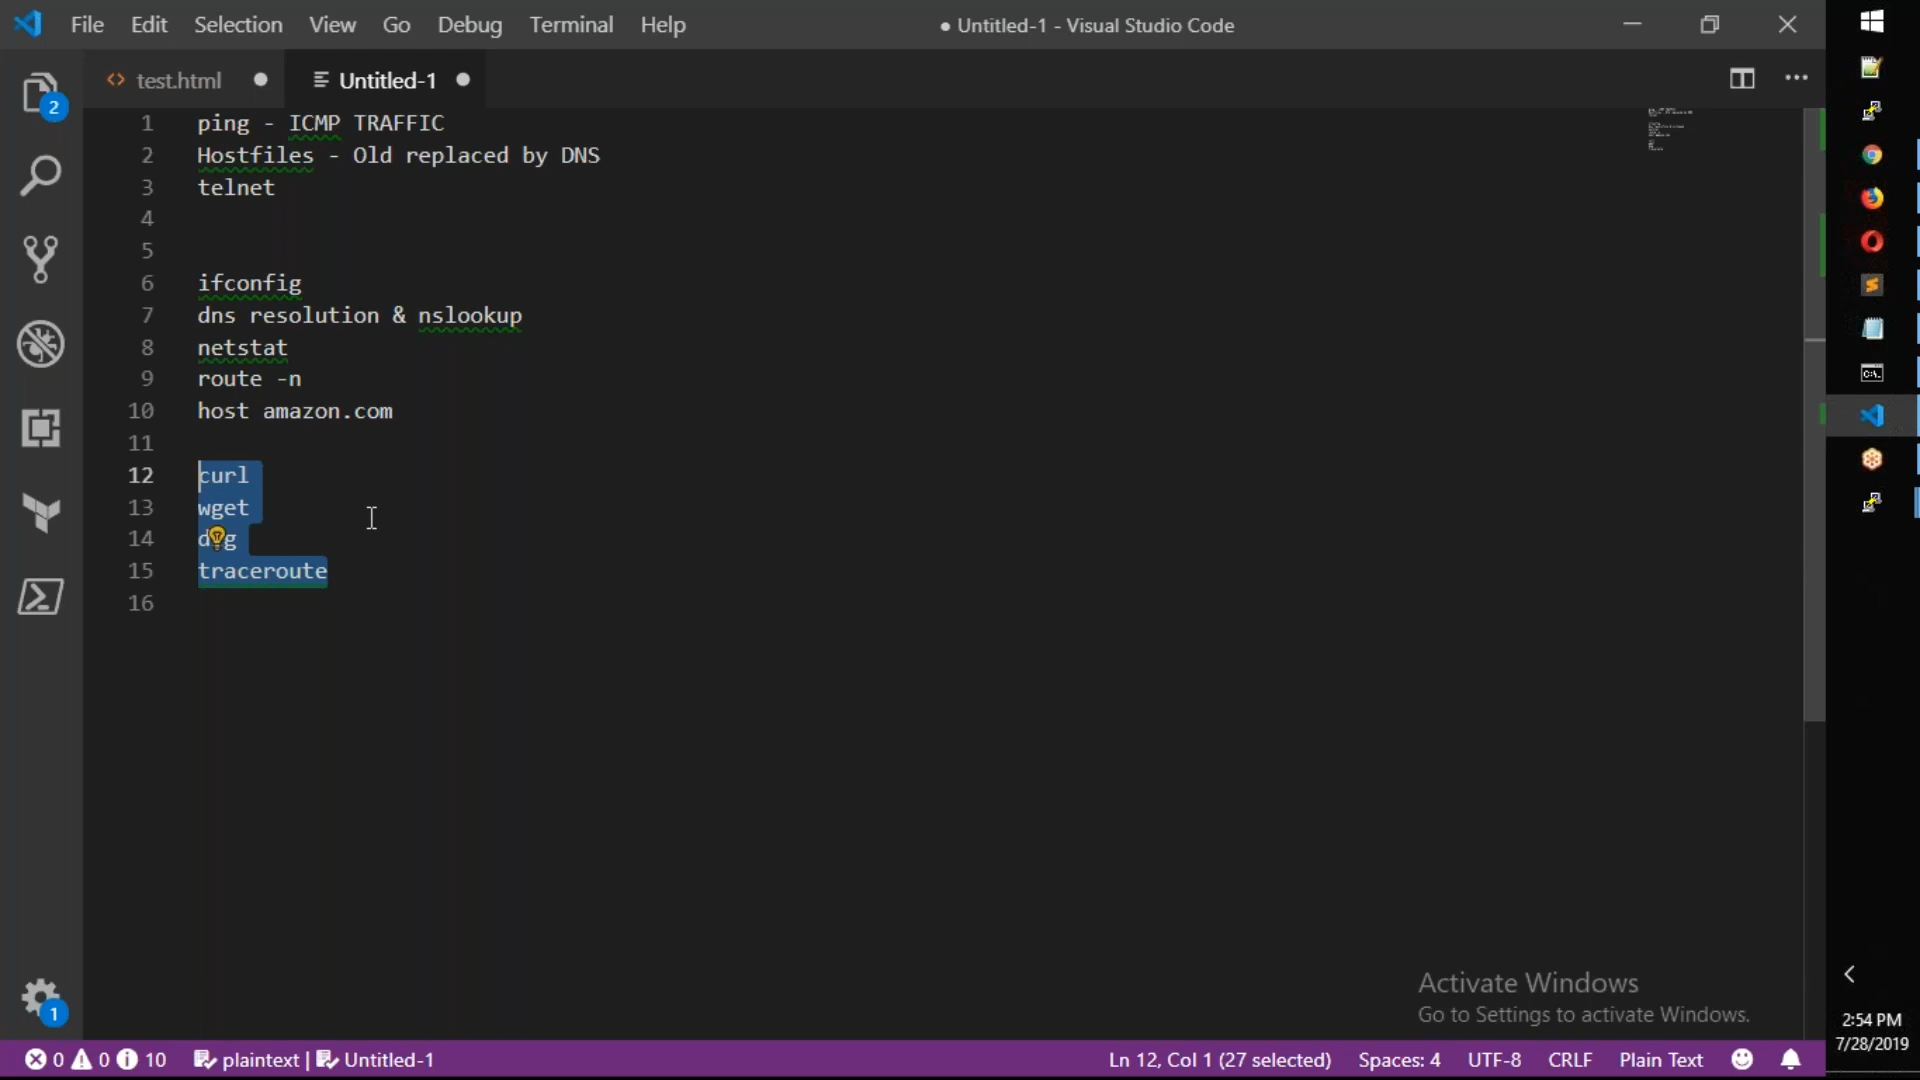 File Edit Selection View Go Debug Terminal Help
● Untitled-1 - Visual Studio Code
test.html ● Untitled-1 ●
2
1 ping - ICMP TRAFFIC
2 Hostfiles - Old replaced by DNS
3 telnet
4
5
6 ifconfig
7 dns resolution & nslookup
8 netstat
9 route -n
10 host amazon.com
11
12 curl
13 wget
14 d g
15 traceroute
16
Activate Windows
Go to Settings to activate Windows.
1
0 0 10 plaintext | Untitled-1
Ln 12, Col 1 (27 selected) Spaces: 4 UTF-8 CRLF Plain Text
2:54 PM
7/28/2019